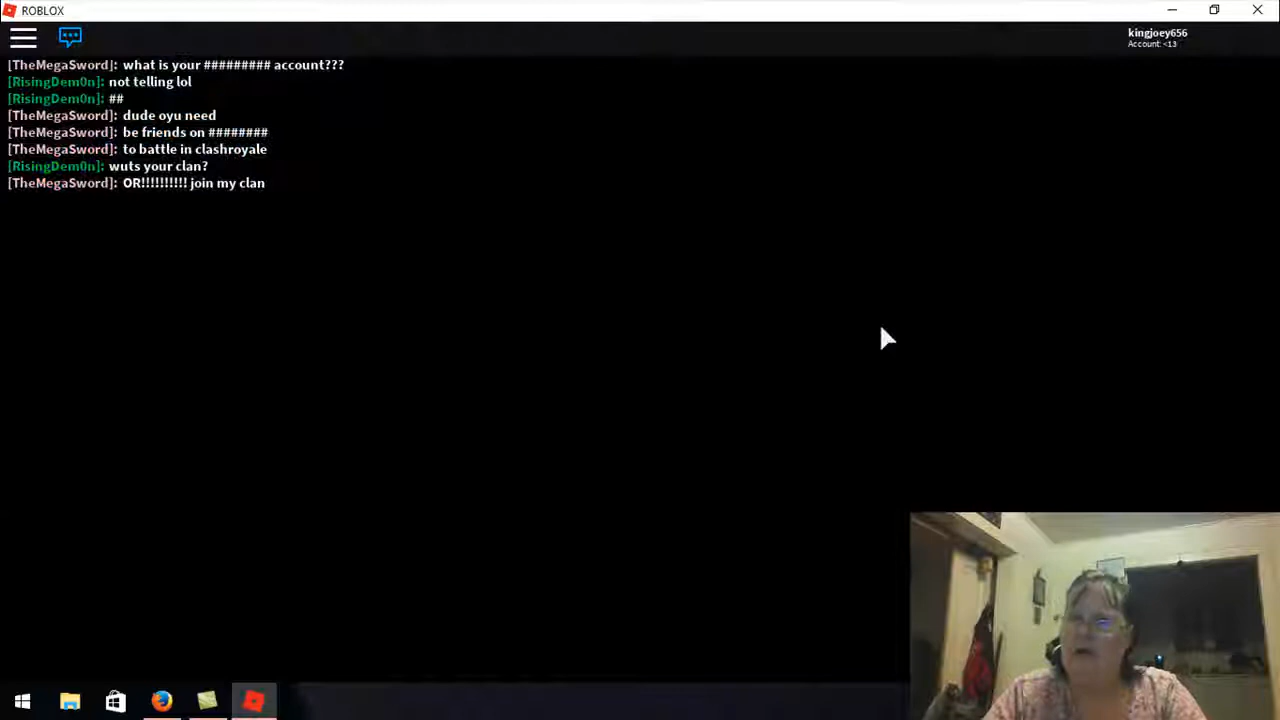 ROBLOX
kingjoey656
Account: <13
[TheMegaSword]: what is your ######### account???
[RisingDem0n]: not telling lol
[RisingDem0n]: ##
[TheMegaSword]: dude oyu need
[TheMegaSword]: be friends on ########
[TheMegaSword]: to battle in clashroyale
[RisingDem0n]: wuts your clan?
[TheMegaSword]: OR!!!!!!!!!! join my clan